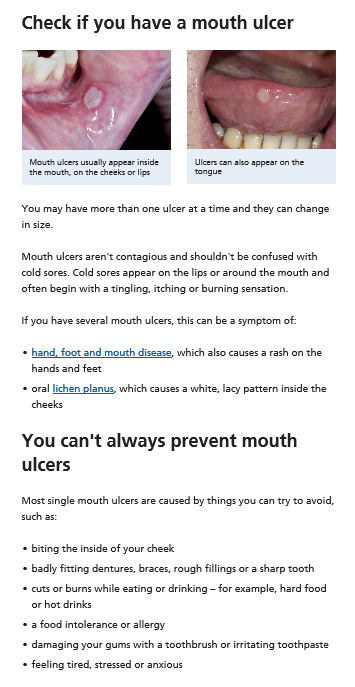 Check if you have a mouth ulcer
Mouth ulcers usually appear inside
the mouth, on the cheeks or lips
Ulcers can also appear on the
tongue
You may have more than one ulcer at a time and they can change
in size.
Mouth ulcers aren't contagious and shouldn't be confused with
cold sores. Cold sores appear on the lips or around the mouth and
often begin with a tingling, itching or burning sensation.
If you have several mouth ulcers, this can be a symptom of:
• hand, foot and mouth disease, which also causes a rash on the
hands and feet
• oral lichen planus, which causes a white, lacy pattern inside the
cheeks
You can't always prevent mouth
ulcers
Most single mouth ulcers are caused by things you can try to avoid,
such as:
• biting the inside of your cheek
• badly fitting dentures, braces, rough fillings or a sharp tooth
• cuts or burns while eating or drinking – for example, hard food
or hot drinks
• a food intolerance or allergy
• damaging your gums with a toothbrush or irritating toothpaste
• feeling tired, stressed or anxious